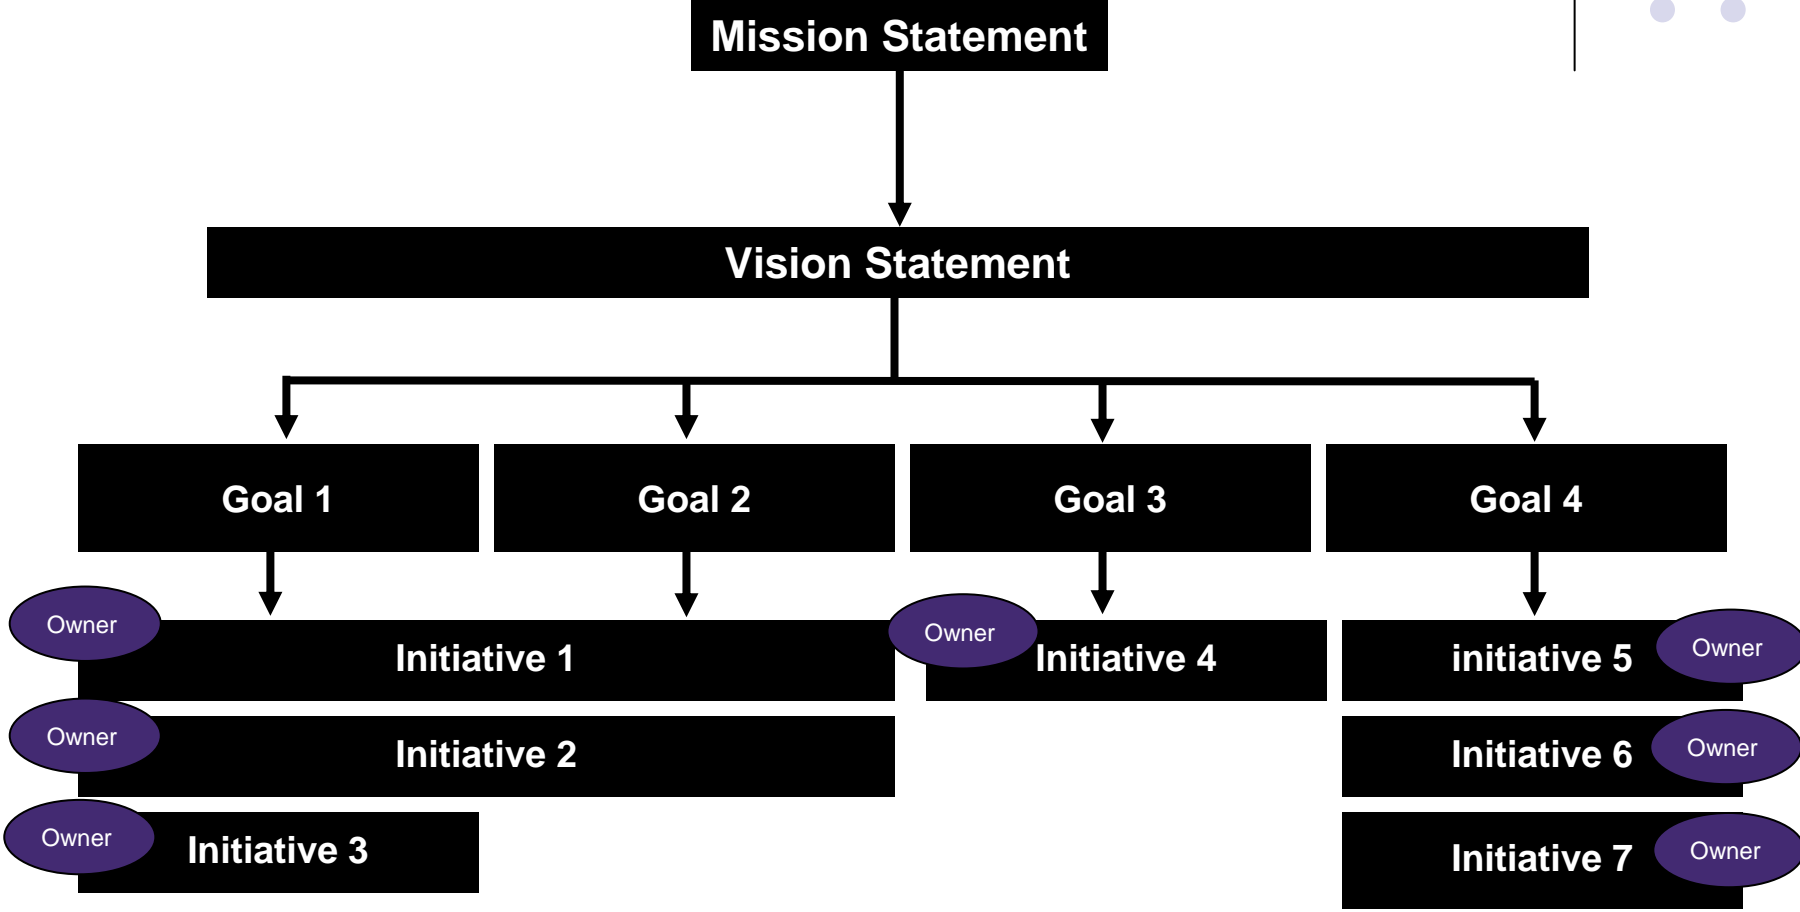 Mission Statement
Vision Statement
Goal 1
Goal 2
Goal 3
Goal 4
Owner
Initiative 1
Owner
Initiative 4
initiative 5
Owner
Owner
Initiative 2
Initiative 6
Owner
Owner
Initiative 3
Initiative 7
Owner